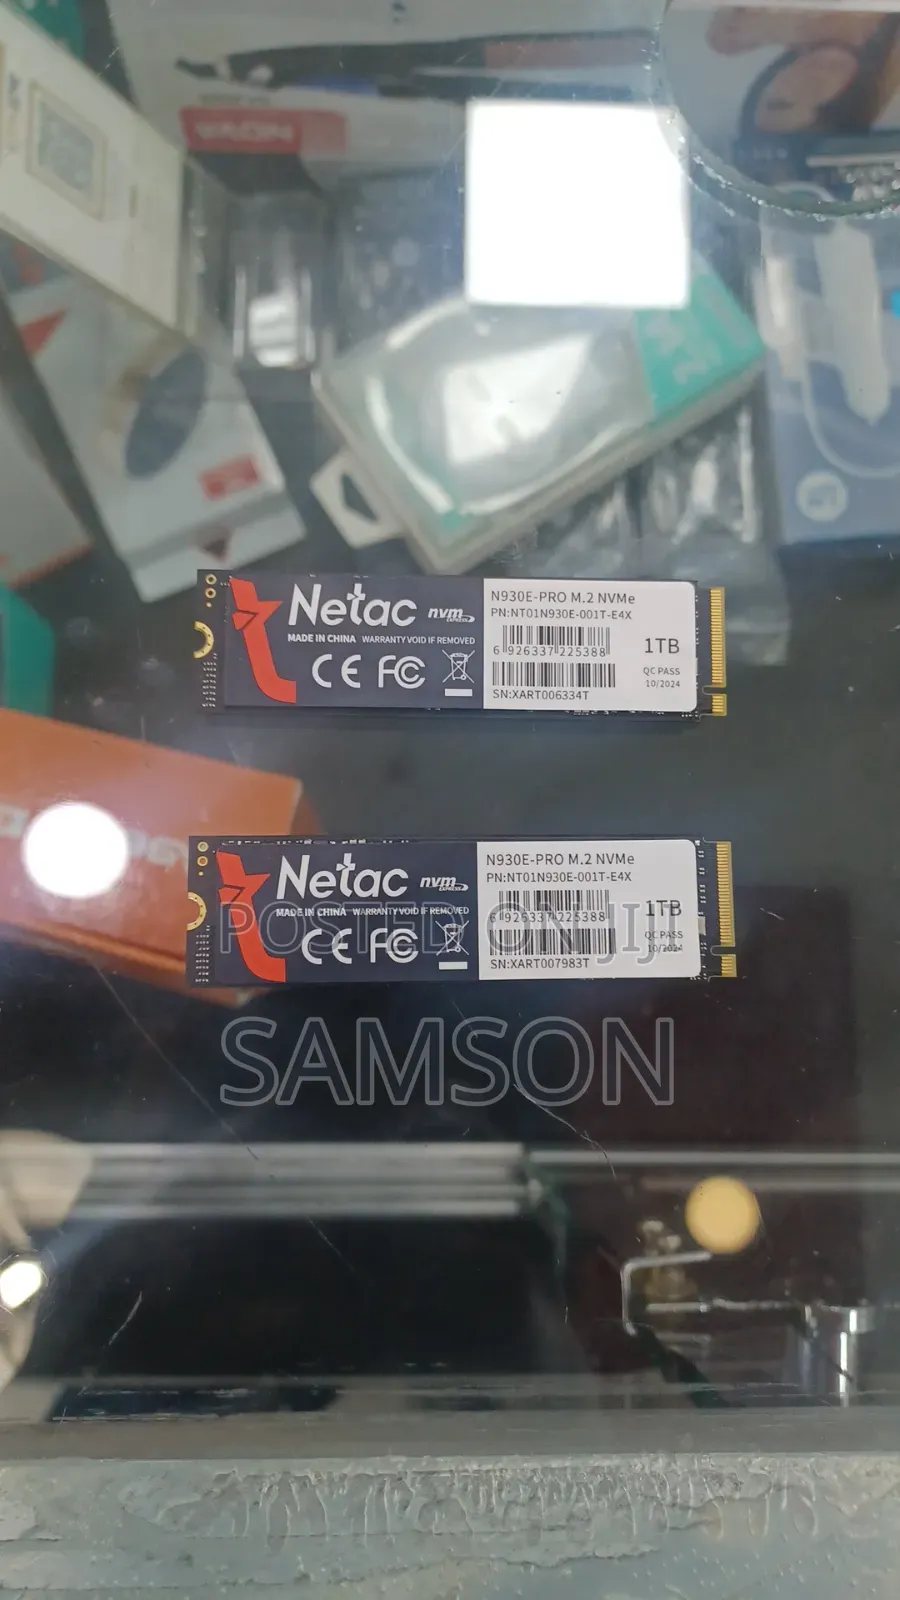 Netac
nvm
EXPRESS
MADE IN CHINA WARRANTY VOID IF REMOVED
CE FC
N930E-PRO M.2 NVMe
PN:NT01N930E-001T-E4X
6 926337 225388
1TB
QC PASS
10/2024
SN:XART006334T
Netac
nvm
EXPRESS
MADE IN CHINA WARRANTY VOID IF REMOVED
CE FC
N930E-PRO M.2 NVMe
PN:NT01N930E-001T-E4X
6 926337 225388
1TB
QC PASS
10/2024
SN:XART007983T
POSTED ON JIJI
SAMSON